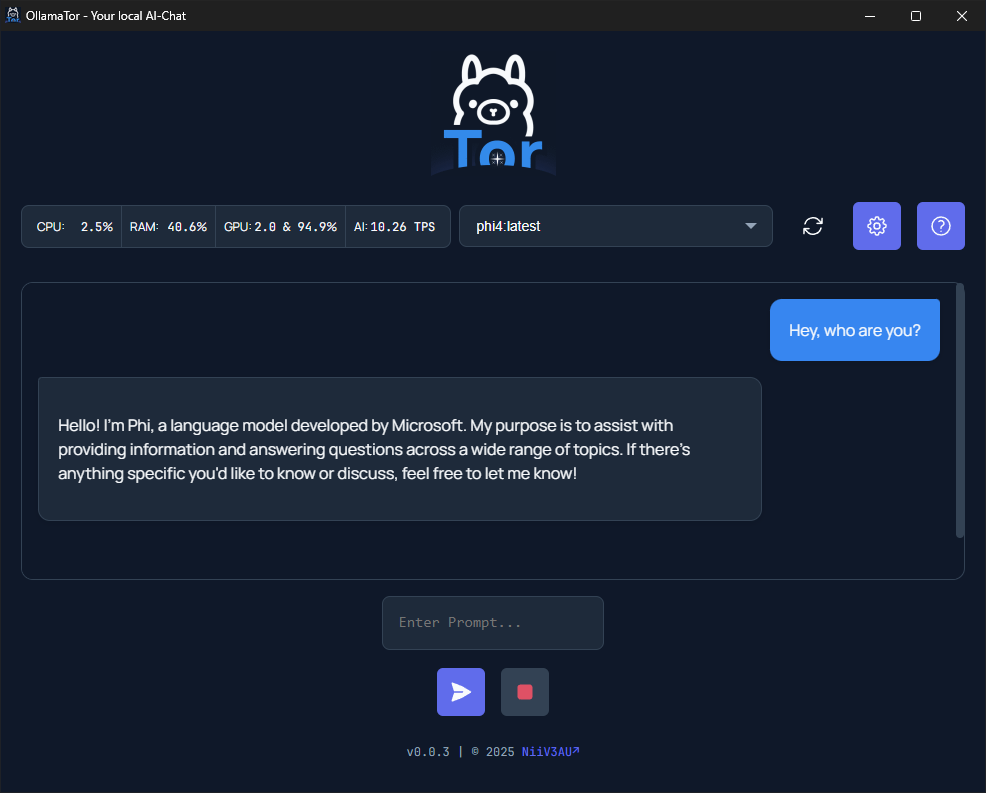 OllamaTor - Your local AI-Chat
Tor
CPU: 2.5% RAM: 40.6% GPU: 2.0 & 94.9% AI: 10.26 TPS phi4:latest
Hey, who are you?
Hello! I'm Phi, a language model developed by Microsoft. My purpose is to assist with
providing information and answering questions across a wide range of topics. If there's
anything specific you'd like to know or discuss, feel free to let me know!
Enter Prompt...
v0.0.3 | © 2025 NiiV3AU↗